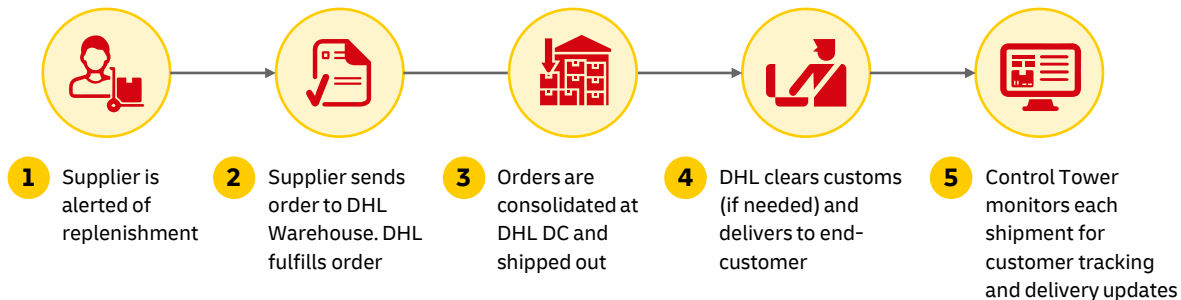 1
Supplier is
alerted of
replenishment
2
Supplier sends
order to DHL
Warehouse. DHL
fulfills order
3
Orders are
consolidated at
DHL DC and
shipped out
4
DHL clears customs
(if needed) and
delivers to end-
customer
5
Control Tower
monitors each
shipment for
customer tracking
and delivery updates